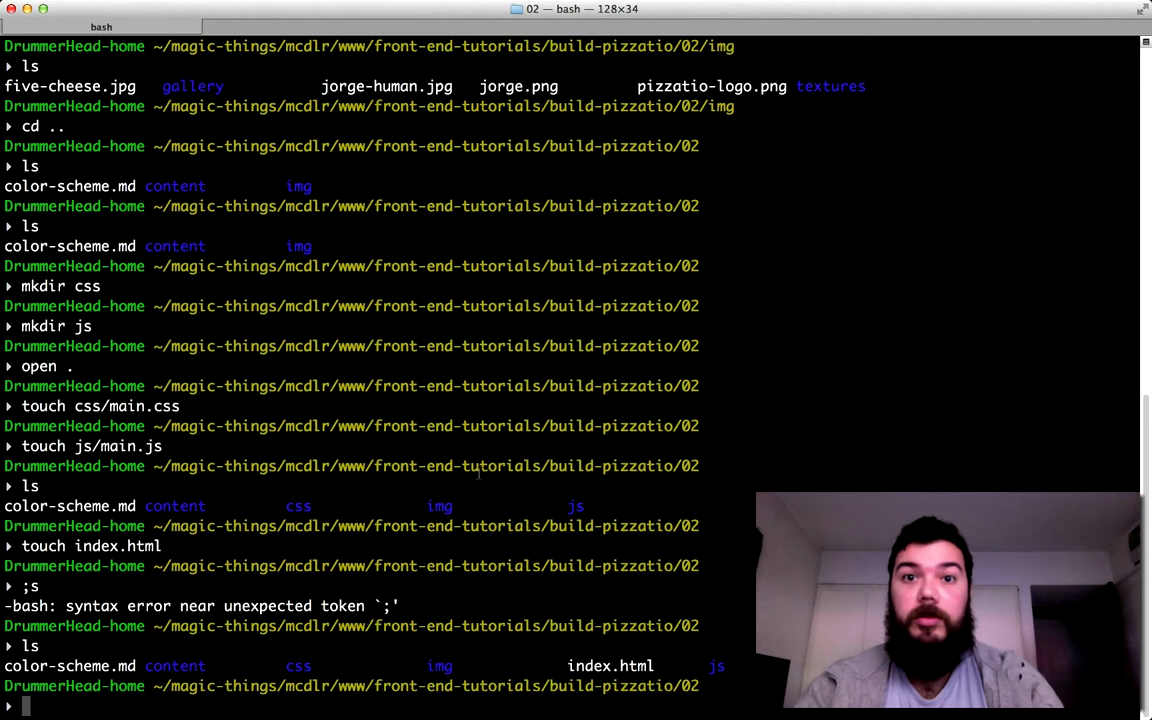 02 — bash — 128×34
bash
DrummerHead-home ~/magic-things/mcdlr/www/front-end-tutorials/build-pizzatio/02/img
ls
five-cheese.jpg gallery jorge-human.jpg jorge.png pizzatio-logo.png textures
DrummerHead-home ~/magic-things/mcdlr/www/front-end-tutorials/build-pizzatio/02/img
cd ..
DrummerHead-home ~/magic-things/mcdlr/www/front-end-tutorials/build-pizzatio/02
ls
color-scheme.md content img
DrummerHead-home ~/magic-things/mcdlr/www/front-end-tutorials/build-pizzatio/02
ls
color-scheme.md content img
DrummerHead-home ~/magic-things/mcdlr/www/front-end-tutorials/build-pizzatio/02
mkdir css
DrummerHead-home ~/magic-things/mcdlr/www/front-end-tutorials/build-pizzatio/02
mkdir js
DrummerHead-home ~/magic-things/mcdlr/www/front-end-tutorials/build-pizzatio/02
open .
DrummerHead-home ~/magic-things/mcdlr/www/front-end-tutorials/build-pizzatio/02
touch css/main.css
DrummerHead-home ~/magic-things/mcdlr/www/front-end-tutorials/build-pizzatio/02
touch js/main.js
DrummerHead-home ~/magic-things/mcdlr/www/front-end-tutorials/build-pizzatio/02
ls
color-scheme.md content css img js
DrummerHead-home ~/magic-things/mcdlr/www/front-end-tutorials/build-pizzatio/02
touch index.html
DrummerHead-home ~/magic-things/mcdlr/www/front-end-tutorials/build-pizzatio/02
;s
-bash: syntax error near unexpected token `;'
DrummerHead-home ~/magic-things/mcdlr/www/front-end-tutorials/build-pizzatio/02
ls
color-scheme.md content css img index.html js
DrummerHead-home ~/magic-things/mcdlr/www/front-end-tutorials/build-pizzatio/02